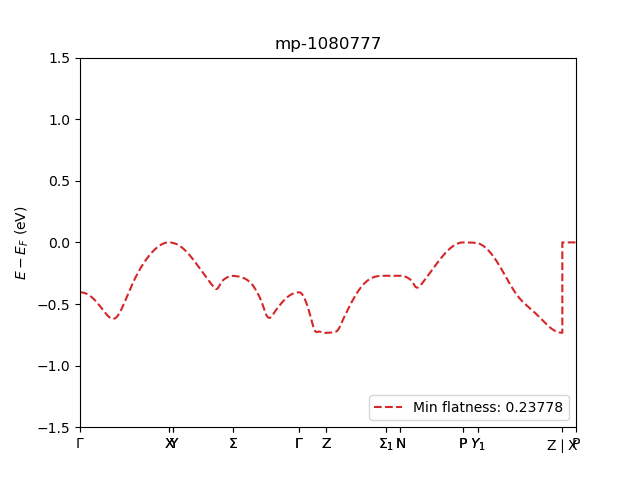 mp-1080777
E − E_F (eV)
1.5
1.0
0.5
0.0
−0.5
−1.0
−1.5
Min flatness: 0.23778
Γ X Y Σ Γ Z Σ₁ N P Y₁ Z | X P